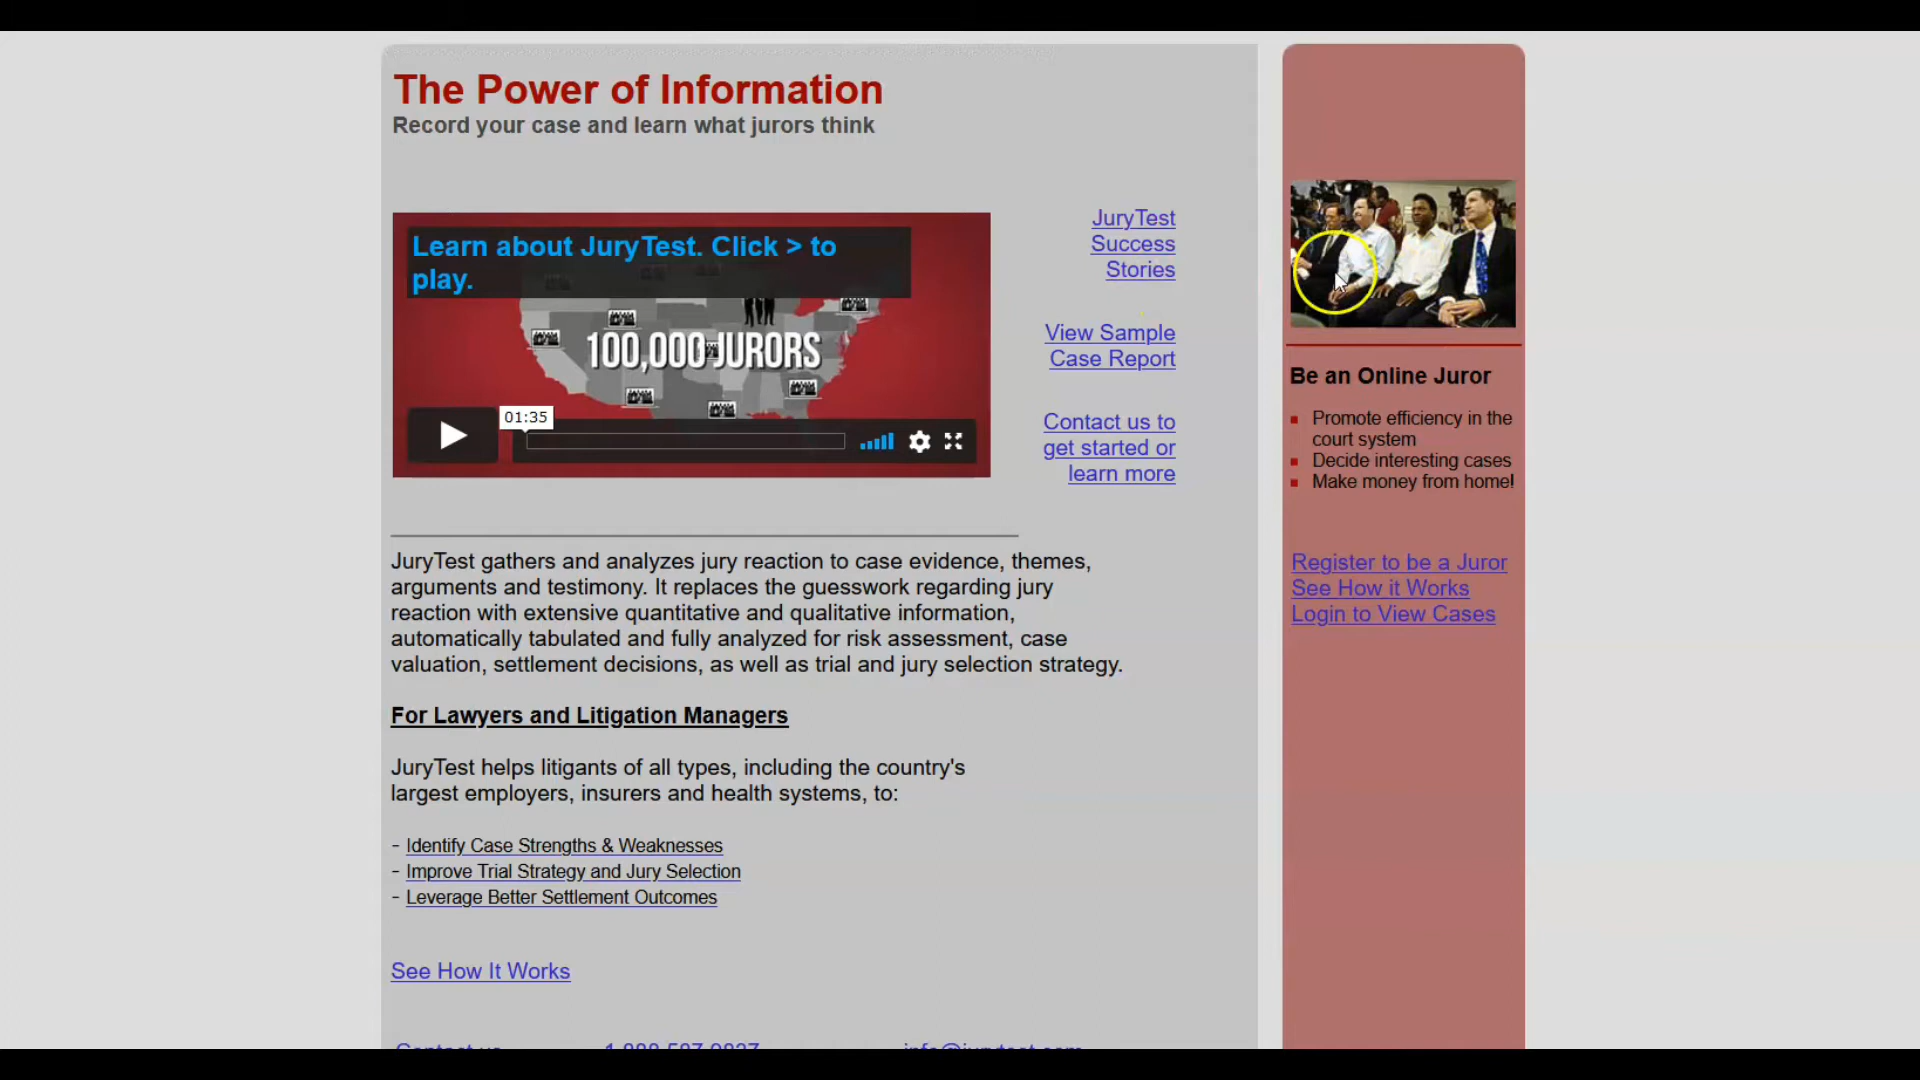 The Power of Information
Record your case and learn what jurors think
Learn about JuryTest. Click > to
play.
100,000 JURORS
01:35
JuryTest
Success
Stories
View Sample
Case Report
Contact us to
get started or
learn more
JuryTest gathers and analyzes jury reaction to case evidence, themes,
arguments and testimony. It replaces the guesswork regarding jury
reaction with extensive quantitative and qualitative information,
automatically tabulated and fully analyzed for risk assessment, case
valuation, settlement decisions, as well as trial and jury selection strategy.
For Lawyers and Litigation Managers
JuryTest helps litigants of all types, including the country's
largest employers, insurers and health systems, to:
- Identify Case Strengths & Weaknesses
- Improve Trial Strategy and Jury Selection
- Leverage Better Settlement Outcomes
See How It Works
Contact us
Be an Online Juror
Promote efficiency in the
court system
Decide interesting cases
Make money from home!
Register to be a Juror
See How it Works
Login to View Cases